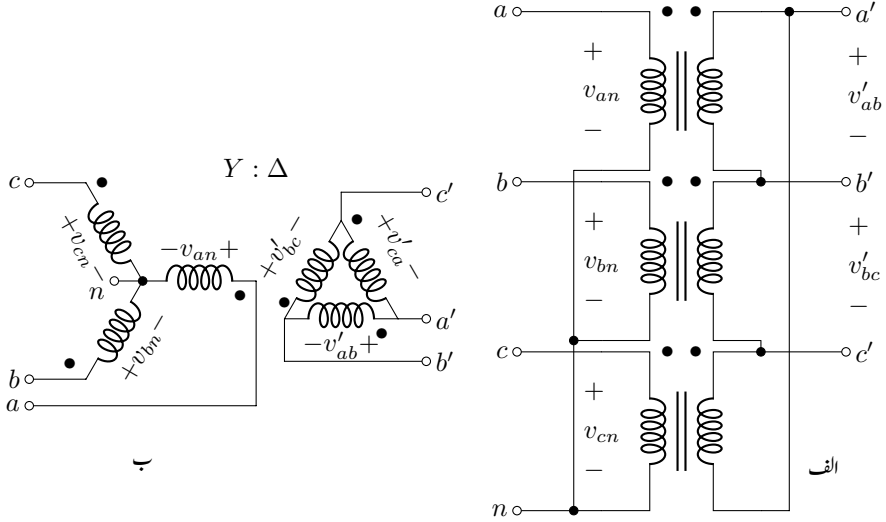 a
a′
+
v_an
−
+
v′_ab
−
b
b′
+
v_bn
−
+
v′_bc
−
c
c′
+
v_cn
−
n
الف
Y : Δ
c
+v_cn−
n
−v_an+
+v_bn−
b
a
c′
+v′_bc−
+v′_ca−
a′
−v′_ab+
b′
ب